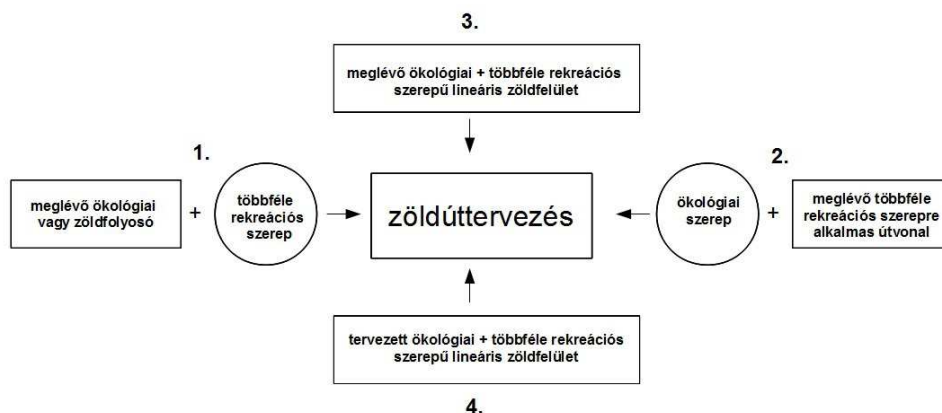 3.
meglévő ökológiai + többféle rekreációs
szerepű lineáris zöldfelület
1.
meglévő ökológiai
vagy zöldfolyosó
+
többféle
rekreációs
szerep
zöldúttervezés
2.
ökológiai
szerep
+
meglévő többféle
rekreációs szerepre
alkalmas útvonal
tervezett ökológiai + többféle rekreációs
szerepű lineáris zöldfelület
4.